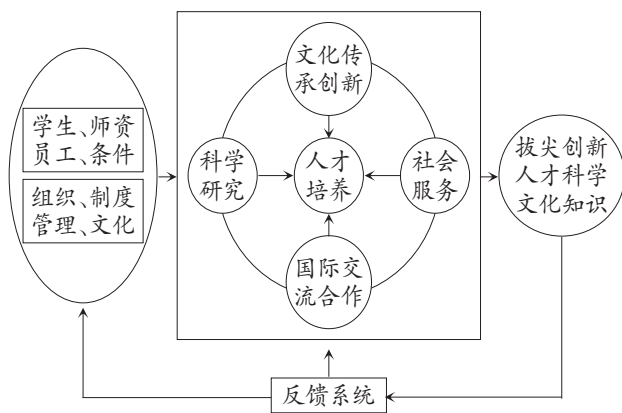 学生、师资
员工、条件
组织、制度
管理、文化
文化传
承创新
科学
研究
人才
培养
社会
服务
国际交
流合作
拔尖创新
人才科学
文化知识
反馈系统